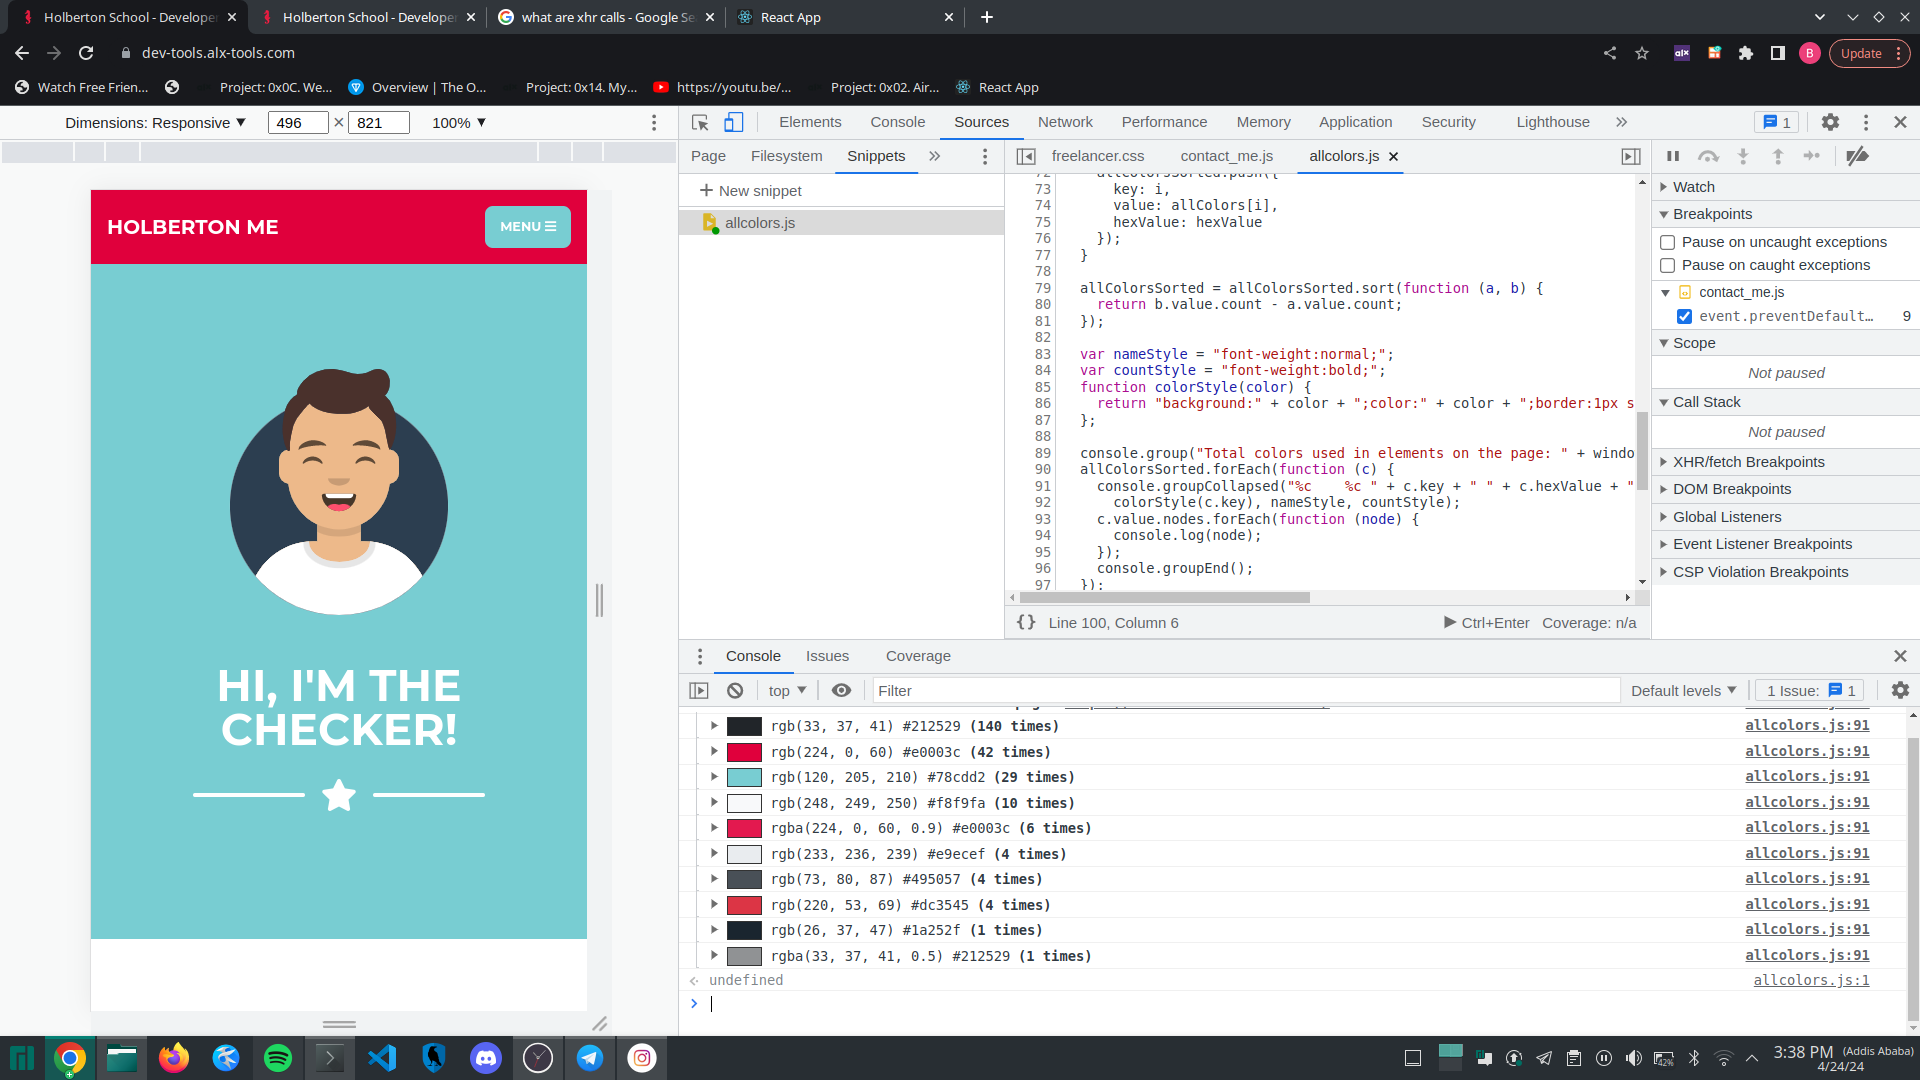 Holberton School - Developer
Holberton School - Developer
what are xhr calls - Google Se
React App
dev-tools.alx-tools.com
alx
B
Update
Watch Free Frien...
Project: 0x0C. We...
Overview | The O...
Project: 0x14. My...
https://youtu.be/...
Project: 0x02. Air...
React App
Dimensions: Responsive
496
×
821
100%
HOLBERTON ME
MENU
HI, I'M THE
CHECKER!
Elements
Console
Sources
Network
Performance
Memory
Application
Security
Lighthouse
1
Page
Filesystem
Snippets
New snippet
allcolors.js
freelancer.css
contact_me.js
allcolors.js
73 key: i,
74 value: allColors[i],
75 hexValue: hexValue
76 });
77 }
78
79 allColorsSorted = allColorsSorted.sort(function (a, b) {
80 return b.value.count - a.value.count;
81 });
82
83 var nameStyle = "font-weight:normal;";
84 var countStyle = "font-weight:bold;";
85 function colorStyle(color) {
86 return "background:" + color + ";color:" + color + ";border:1px s
87 };
88
89 console.group("Total colors used in elements on the page: " + windo
90 allColorsSorted.forEach(function (c) {
91 console.groupCollapsed("%c    %c " + c.key + " " + c.hexValue + "
92 colorStyle(c.key), nameStyle, countStyle);
93 c.value.nodes.forEach(function (node) {
94 console.log(node);
95 });
96 console.groupEnd();
97 });
{} Line 100, Column 6
Ctrl+Enter
Coverage: n/a
Watch
Breakpoints
Pause on uncaught exceptions
Pause on caught exceptions
contact_me.js
event.preventDefault… 9
Scope
Not paused
Call Stack
Not paused
XHR/fetch Breakpoints
DOM Breakpoints
Global Listeners
Event Listener Breakpoints
CSP Violation Breakpoints
Console
Issues
Coverage
top
Filter
Default levels
1 Issue:
1
rgb(33, 37, 41) #212529 (140 times) allcolors.js:91
rgb(224, 0, 60) #e0003c (42 times) allcolors.js:91
rgb(120, 205, 210) #78cdd2 (29 times) allcolors.js:91
rgb(248, 249, 250) #f8f9fa (10 times) allcolors.js:91
rgba(224, 0, 60, 0.9) #e0003c (6 times) allcolors.js:91
rgb(233, 236, 239) #e9ecef (4 times) allcolors.js:91
rgb(73, 80, 87) #495057 (4 times) allcolors.js:91
rgb(220, 53, 69) #dc3545 (4 times) allcolors.js:91
rgb(26, 37, 47) #1a252f (1 times) allcolors.js:91
rgba(33, 37, 41, 0.5) #212529 (1 times) allcolors.js:91
undefined allcolors.js:1
42%
3:38 PM (Addis Ababa)
4/24/24